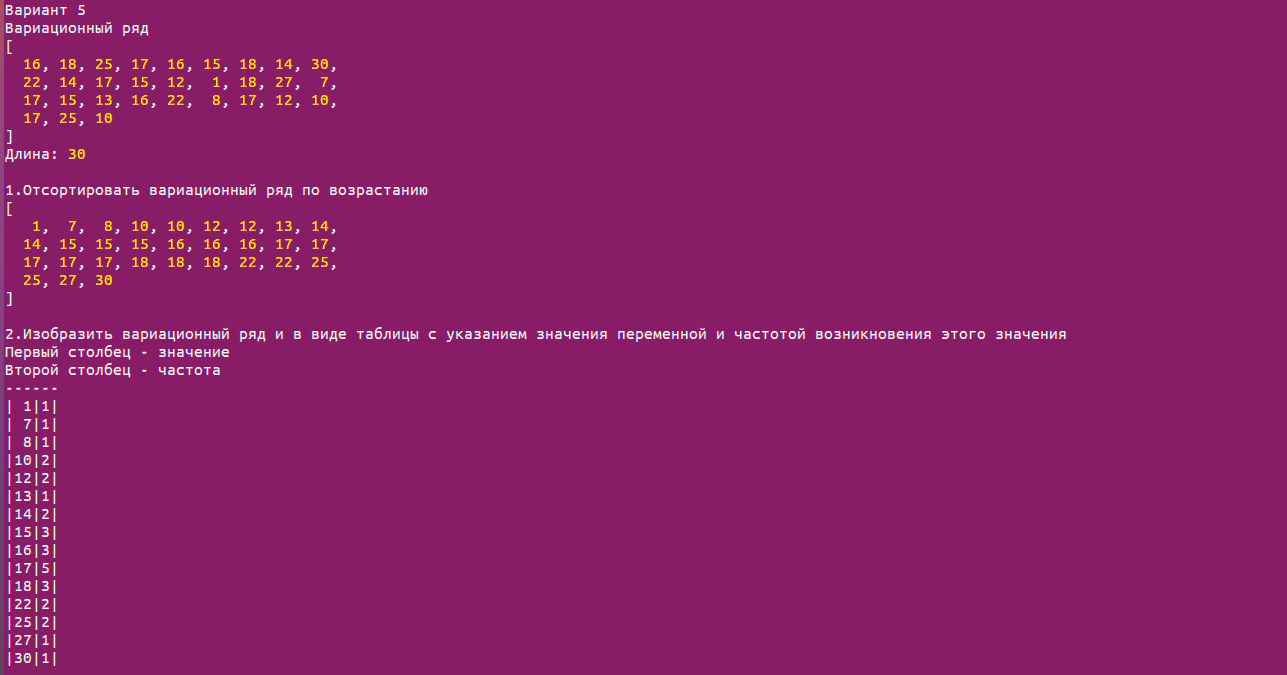 Вариант 5
Вариационный ряд
[
  16, 18, 25, 17, 16, 15, 18, 14, 30,
  22, 14, 17, 15, 12,  1, 18, 27,  7,
  17, 15, 13, 16, 22,  8, 17, 12, 10,
  17, 25, 10
]
Длина: 30

1.Отсортировать вариационный ряд по возрастанию
[
   1,  7,  8, 10, 10, 12, 12, 13, 14,
  14, 15, 15, 15, 16, 16, 16, 17, 17,
  17, 17, 17, 18, 18, 18, 22, 22, 25,
  25, 27, 30
]

2.Изобразить вариационный ряд и в виде таблицы с указанием значения переменной и частотой возникновения этого значения
Первый столбец - значение
Второй столбец - частота
------
| 1|1|
| 7|1|
| 8|1|
|10|2|
|12|2|
|13|1|
|14|2|
|15|3|
|16|3|
|17|5|
|18|3|
|22|2|
|25|2|
|27|1|
|30|1|